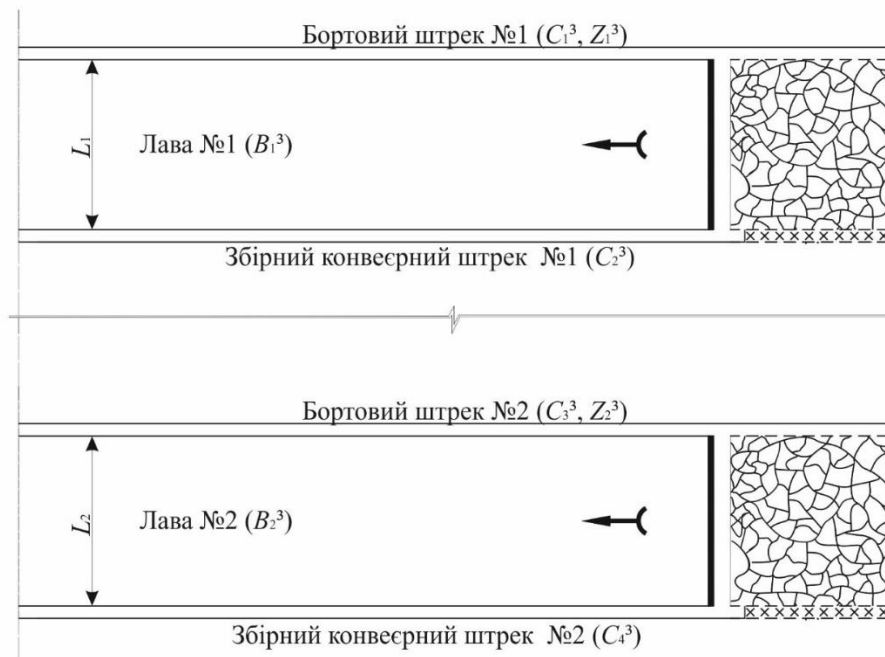 Бортовий штрек №1 (C₁³, Z₁³)
L₁
Лава №1 (B₁³)
Збірний конвеєрний штрек №1 (C₂³)
Бортовий штрек №2 (C₃³, Z₂³)
L₂
Лава №2 (B₂³)
Збірний конвеєрний штрек №2 (C₄³)